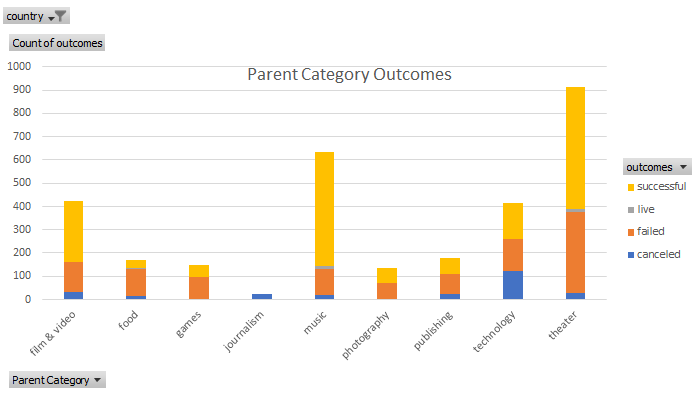 country
Count of outcomes
Parent Category Outcomes
1000
900
800
700
600
500
400
300
200
100
0
film & video
food
games
journalism
music
photography
publishing
technology
theater
outcomes
successful
live
failed
canceled
Parent Category